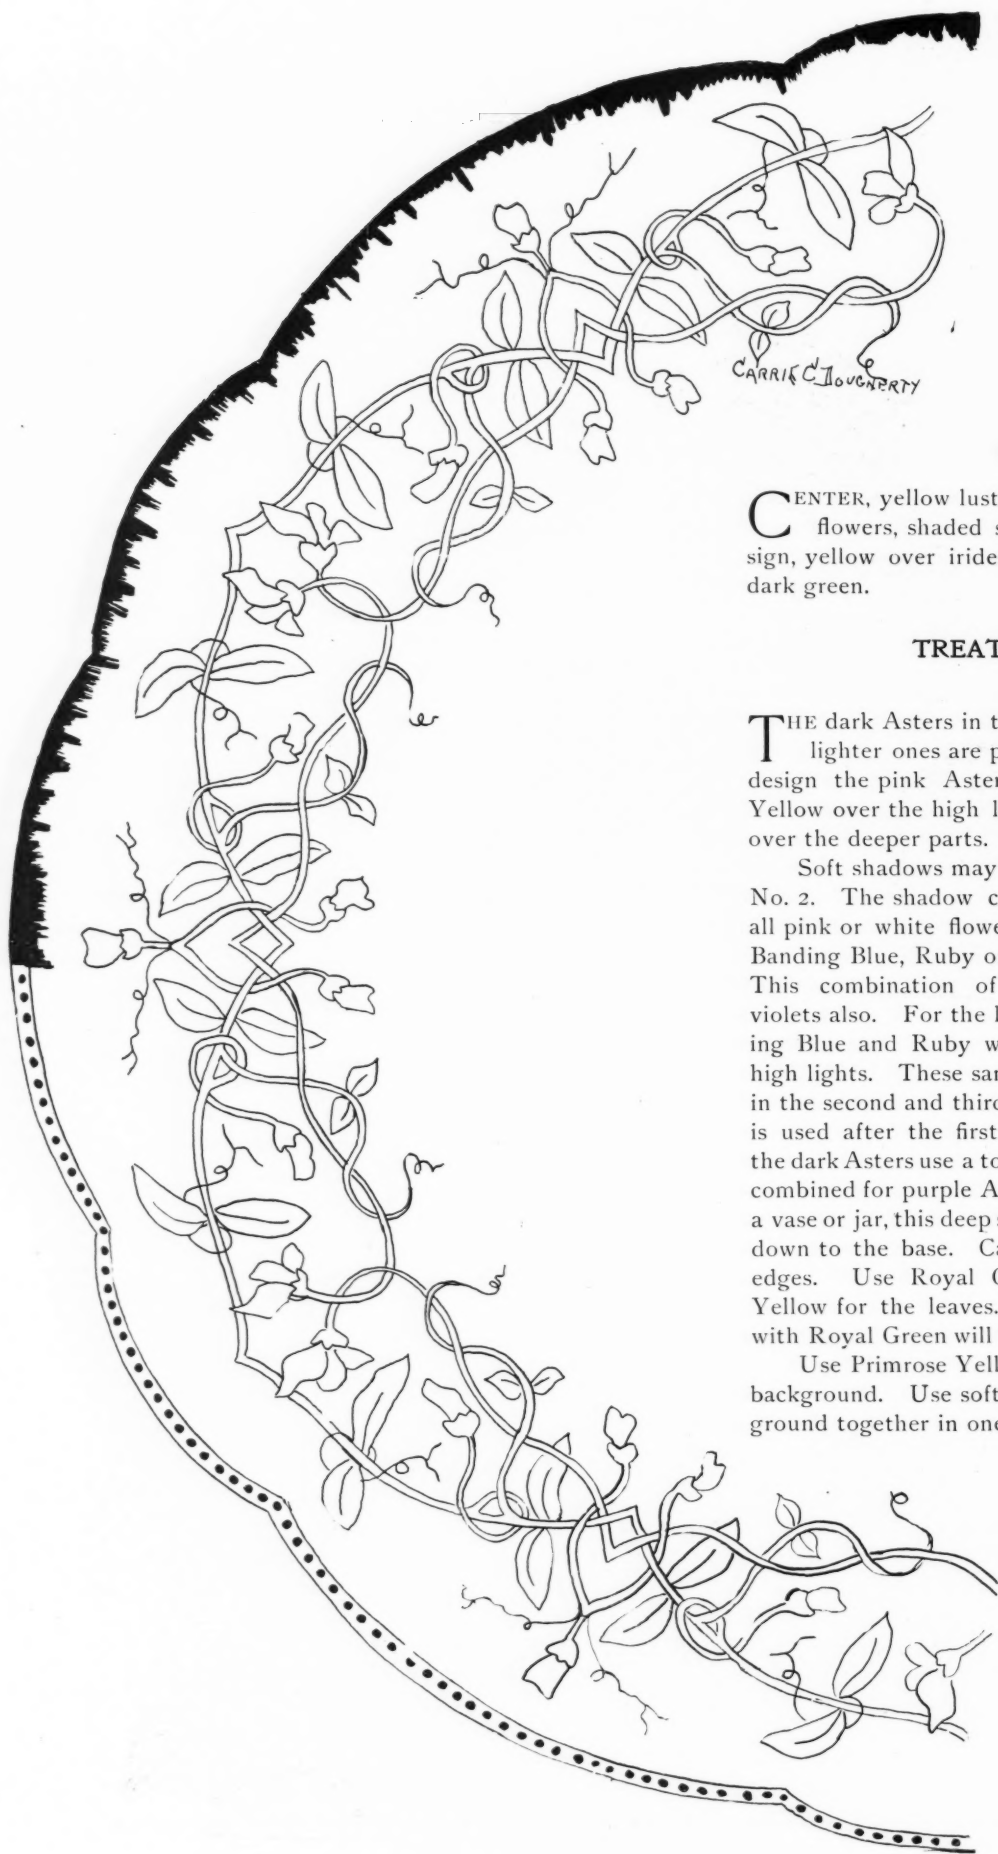 CARRIE C DOUGHERTY
CENTER, yellow lust
flowers, shaded s
sign, yellow over iride
dark green.
TREAT
THE dark Asters in t
lighter ones are p
design the pink Aster
Yellow over the high l
over the deeper parts.
Soft shadows may
No. 2. The shadow c
all pink or white flowe
Banding Blue, Ruby o
This combination of
violets also. For the l
ing Blue and Ruby w
high lights. These sar
in the second and third
is used after the first
the dark Asters use a to
combined for purple A
a vase or jar, this deep s
down to the base. Ca
edges. Use Royal G
Yellow for the leaves.
with Royal Green will
Use Primrose Yell
background. Use soft
ground together in one